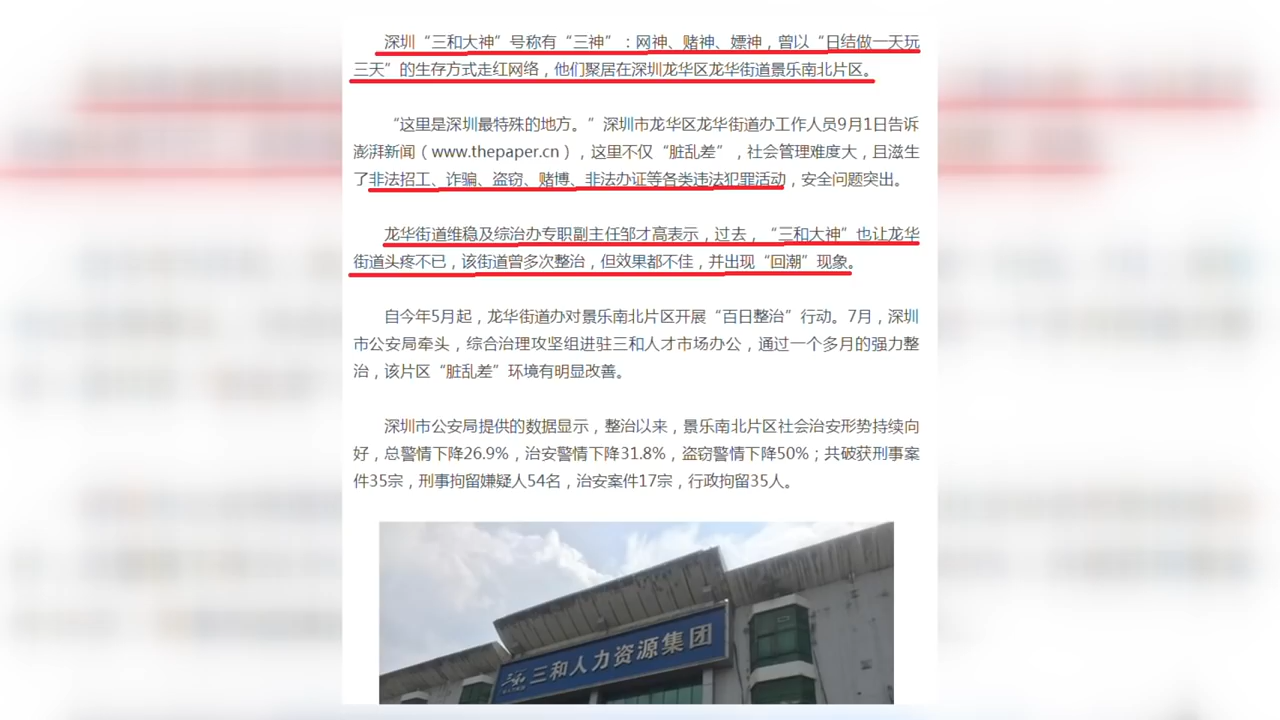 深圳“三和大神”号称有“三神”：网神、赌神、嫖神，曾以“日结做一天玩
三天”的生存方式走红网络，他们聚居在深圳龙华区龙华街道景乐南北片区。
“这里是深圳最特殊的地方。”深圳市龙华区龙华街道办工作人员9月1日告诉
澎湃新闻（www.thepaper.cn），这里不仅“脏乱差”，社会管理难度大，且滋生
了非法招工、诈骗、盗窃、赌博、非法办证等各类违法犯罪活动，安全问题突出。
龙华街道维稳及综治办专职副主任邹才高表示，过去，“三和大神”也让龙华
街道头疼不已，该街道曾多次整治，但效果都不佳，并出现“回潮”现象。
自今年5月起，龙华街道办对景乐南北片区开展“百日整治”行动。7月，深圳
市公安局牵头，综合治理攻坚组进驻三和人才市场办公，通过一个多月的强力整
治，该片区“脏乱差”环境有明显改善。
深圳市公安局提供的数据显示，整治以来，景乐南北片区社会治安形势持续向
好，总警情下降26.9%，治安警情下降31.8%，盗窃警情下降50%；共破获刑事案
件35宗，刑事拘留嫌疑人54名，治安案件17宗，行政拘留35人。
三和人力资源集团